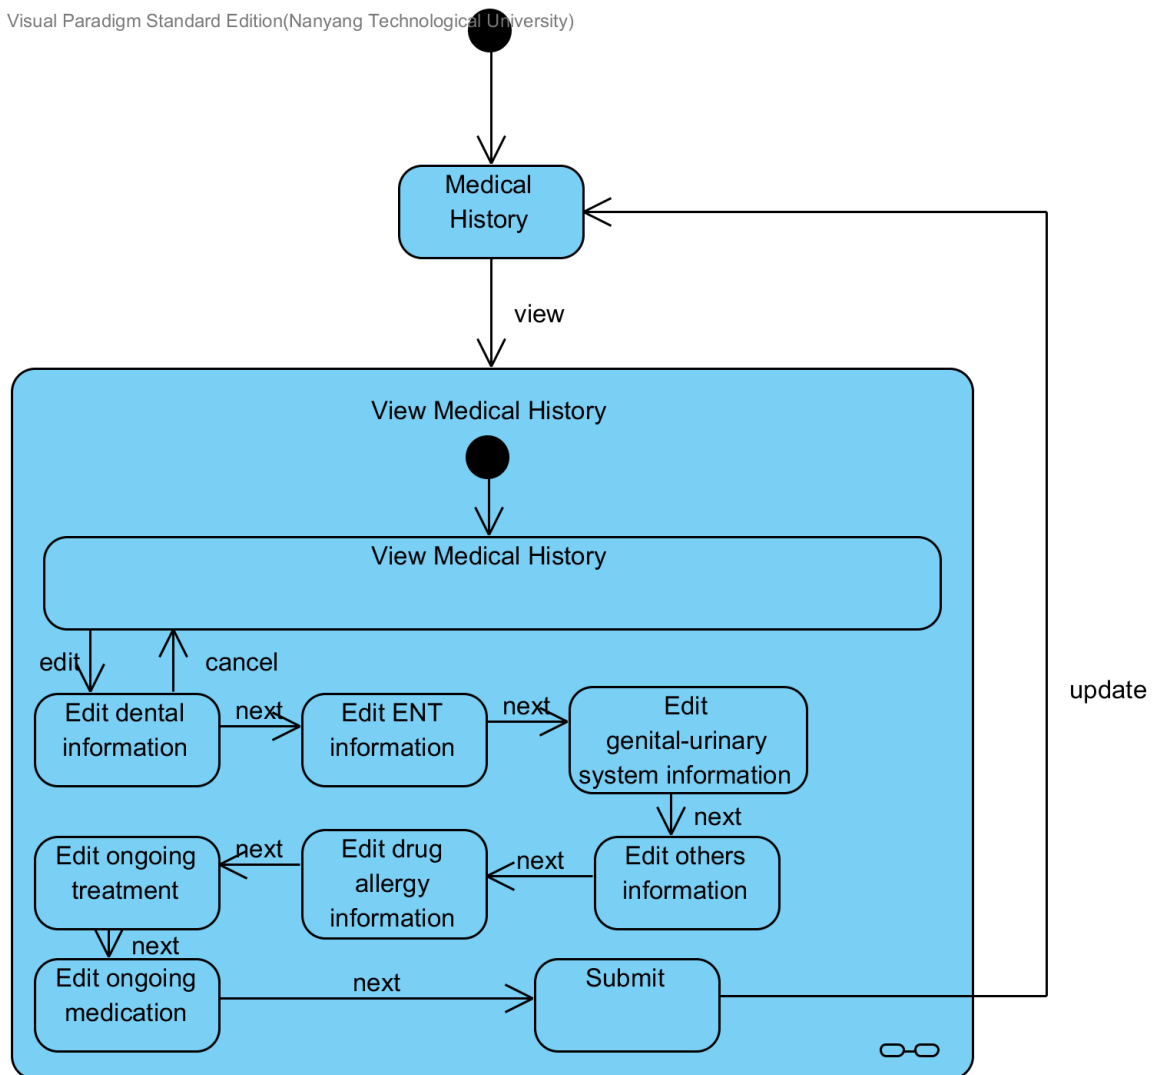 Visual Paradigm Standard Edition(Nanyang Technological University)
Medical
History
view
View Medical History
View Medical History
edit
cancel
update
Edit dental
information
next
Edit ENT
information
next
Edit
genital-urinary
system information
next
Edit ongoing
treatment
next
Edit drug
allergy
information
next
Edit others
information
next
Edit ongoing
medication
next
Submit